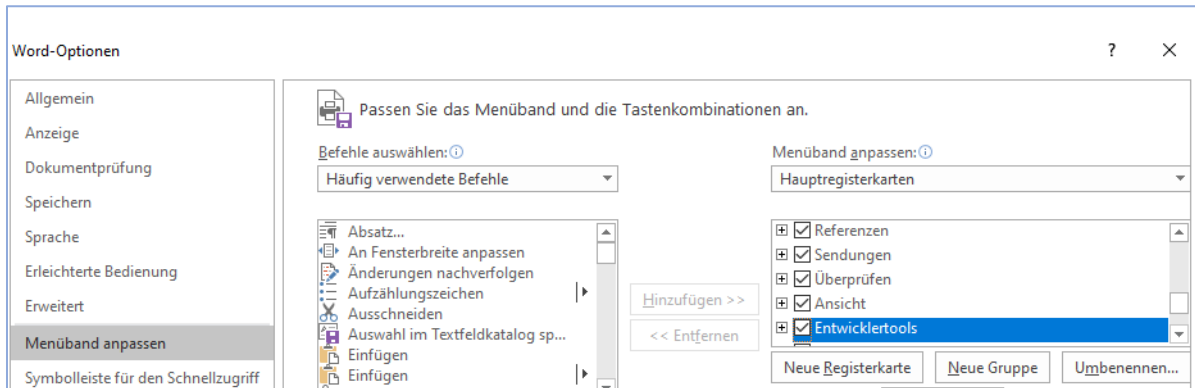 Word-Optionen
?
Allgemein
Anzeige
Dokumentprüfung
Speichern
Sprache
Erleichterte Bedienung
Erweitert
Menüband anpassen
Symbolleiste für den Schnellzugriff
Passen Sie das Menüband und die Tastenkombinationen an.
Befehle auswählen:
Häufig verwendete Befehle
Absatz...
An Fensterbreite anpassen
Änderungen nachverfolgen
Aufzählungszeichen
Ausschneiden
Auswahl im Textfeldkatalog sp...
Einfügen
Einfügen
Hinzufügen >>
<< Entfernen
Menüband anpassen:
Hauptregisterkarten
Referenzen
Sendungen
Überprüfen
Ansicht
Entwicklertools
Neue Registerkarte
Neue Gruppe
Umbenennen...